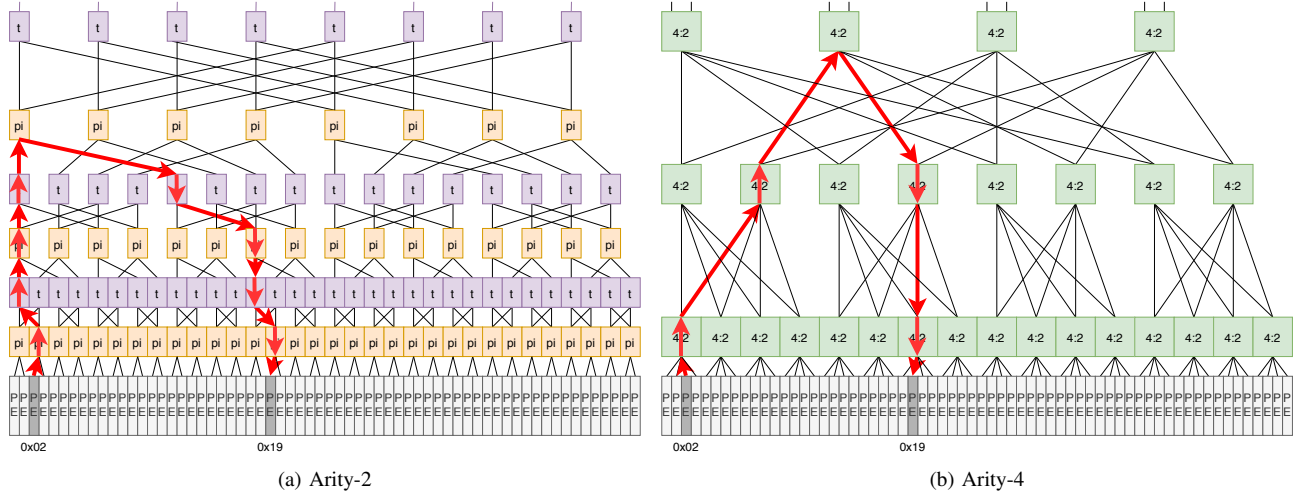 t t t t t t t t
pi pi pi pi pi pi pi pi
t t t t t t t t t t t t t t
pi pi pi pi pi pi pi pi pi pi pi pi pi pi pi
t t t t t t t t t t t t t t t t t t t t t t t t t t t t t t
pi pi pi pi pi pi pi pi pi pi pi pi pi pi pi pi pi pi pi pi pi pi pi pi pi pi pi pi pi pi
P P P P P P P P P P P P P P P P P P P P P P P P P P P P P P P P P P P P P P P P P P P P P P P P P P P P P P P P P P P P P P P P
E E E E E E E E E E E E E E E E E E E E E E E E E E E E E E E E E E E E E E E E E E E E E E E E E E E E E E E E E E E E E E E E
0x02 0x19
(a) Arity-2
4:2 4:2 4:2 4:2
4:2 4:2 4:2 4:2 4:2 4:2 4:2 4:2
4:2 4:2 4:2 4:2 4:2 4:2 4:2 4:2 4:2 4:2 4:2 4:2 4:2 4:2 4:2 4:2
P P P P P P P P P P P P P P P P P P P P P P P P P P P P P P P P P P P P P P P P P P P P P P P P P P P P P P P P P P P P P P P P
E E E E E E E E E E E E E E E E E E E E E E E E E E E E E E E E E E E E E E E E E E E E E E E E E E E E E E E E E E E E E E E E
0x02 0x19
(b) Arity-4